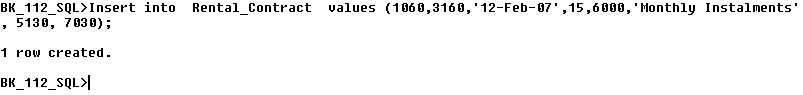 BK_112_SQL>Insert into  Rental_Contract  values (1060,3160,'12-Feb-07',15,6000,'Monthly Instalments'
, 5130, 7030);
1 row created.
BK_112_SQL>